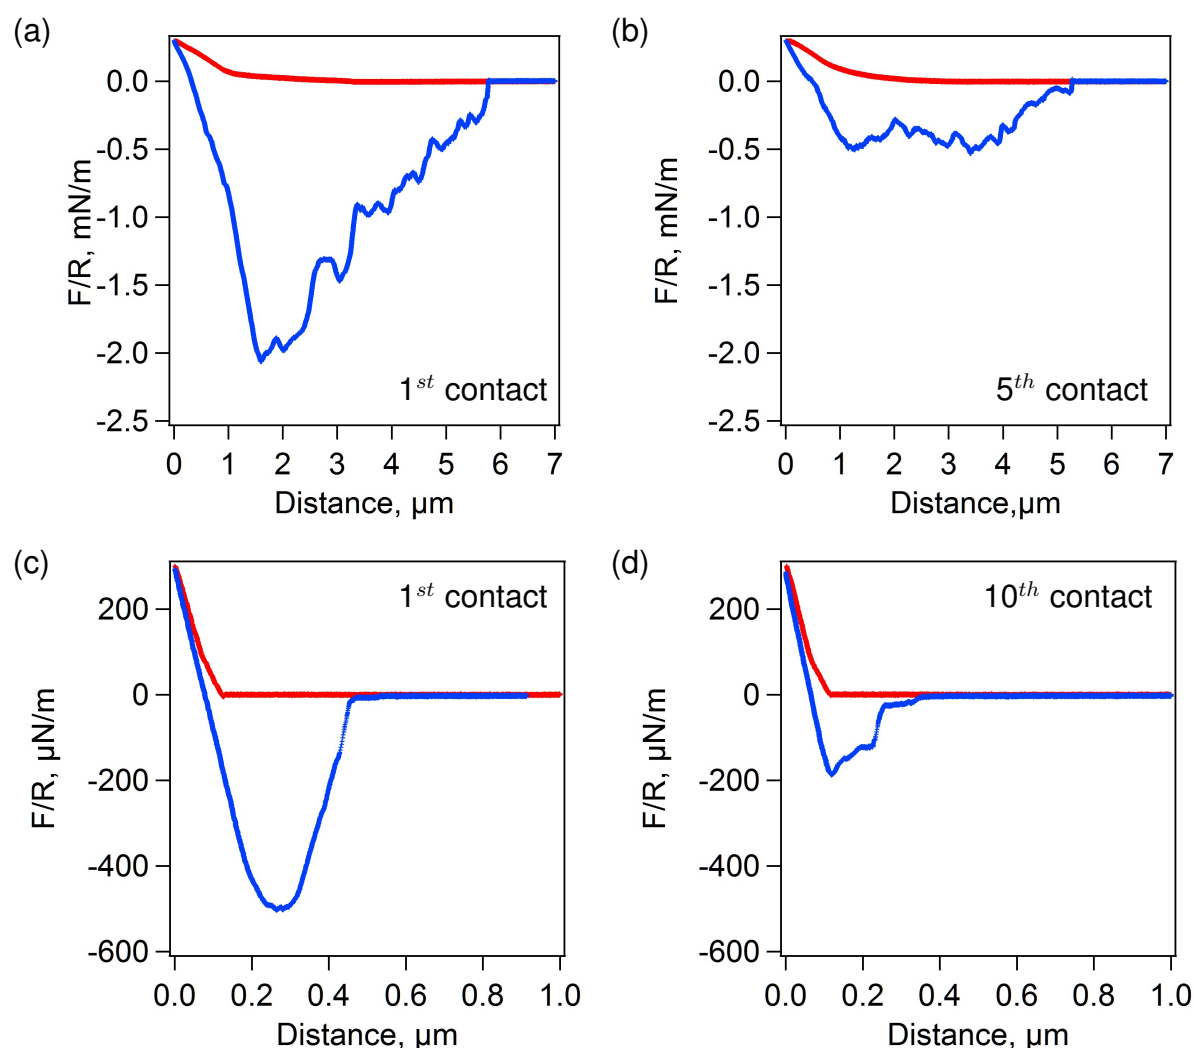 (a)
0.0
-0.5
-1.0
-1.5
-2.0
-2.5
F/R, mN/m
1st contact
0 1 2 3 4 5 6 7
Distance, µm
(b)
0.0
-0.5
-1.0
-1.5
-2.0
-2.5
F/R, mN/m
5th contact
0 1 2 3 4 5 6 7
Distance,µm
(c)
200
0
-200
-400
-600
F/R, µN/m
1st contact
0.0 0.2 0.4 0.6 0.8 1.0
Distance, µm
(d)
200
0
-200
-400
-600
F/R, µN/m
10th contact
0.0 0.2 0.4 0.6 0.8 1.0
Distance, µm